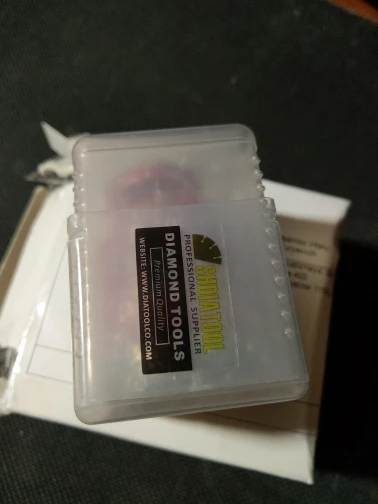 SHDIATOOL
PROFESSIONAL SUPPLIER
DIAMOND TOOLS
Premium Quality
WEBSITE: WWW.DIATOOLCO.COM